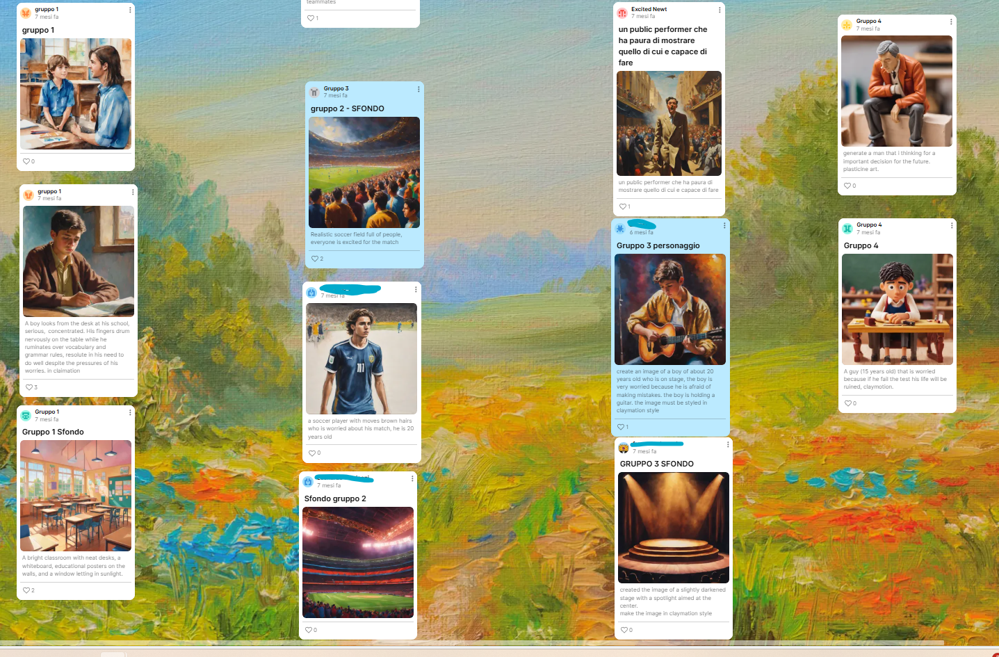 gruppo 1
7 mesi fa
gruppo 1
0
gruppo 1
7 mesi fa
A boy looks from the desk at his school,
serious, concentrated. His fingers drum
nervously on the table while he
ruminates over vocabulary and
grammar rules, resolute in his need to
do well despite the pressures of his
worries. in claimation
3
Gruppo 1
7 mesi fa
Gruppo 1 Sfondo
A bright classroom with neat desks, a
whiteboard, educational posters on the
walls, and a window letting in sunlight.
2
teammates
1
Gruppo 3
7 mesi fa
gruppo 2 - SFONDO
Realistic soccer field full of people,
everyone is excited for the match
2
7 mesi fa
a soccer player with moves brown hairs
who is worried about his match, he is 20
years old
0
7 mesi fa
Sfondo gruppo 2
0
Excited Newt
7 mesi fa
un public performer che
ha paura di mostrare
quello di cui e capace di
fare
un public performer che ha paura di
mostrare quello di cui e capace di fare
1
6 mesi fa
Gruppo 3 personaggio
create an image of a boy of about 20
years old who is on stage, the boy is
very worried because he is afraid of
making mistakes. the boy is holding a
guitar. the image must be styled in
claymation style
1
7 mesi fa
GRUPPO 3 SFONDO
created the image of a slightly darkened
stage with a spotlight aimed at the
center.
make the image in claymation style
0
Gruppo 4
7 mesi fa
generate a man that i thinking for a
important decision for the future.
plasticine art.
0
Gruppo 4
7 mesi fa
Gruppo 4
A guy (15 years old) that is worried
because if he fail the test his life will be
ruined, claymotion.
0